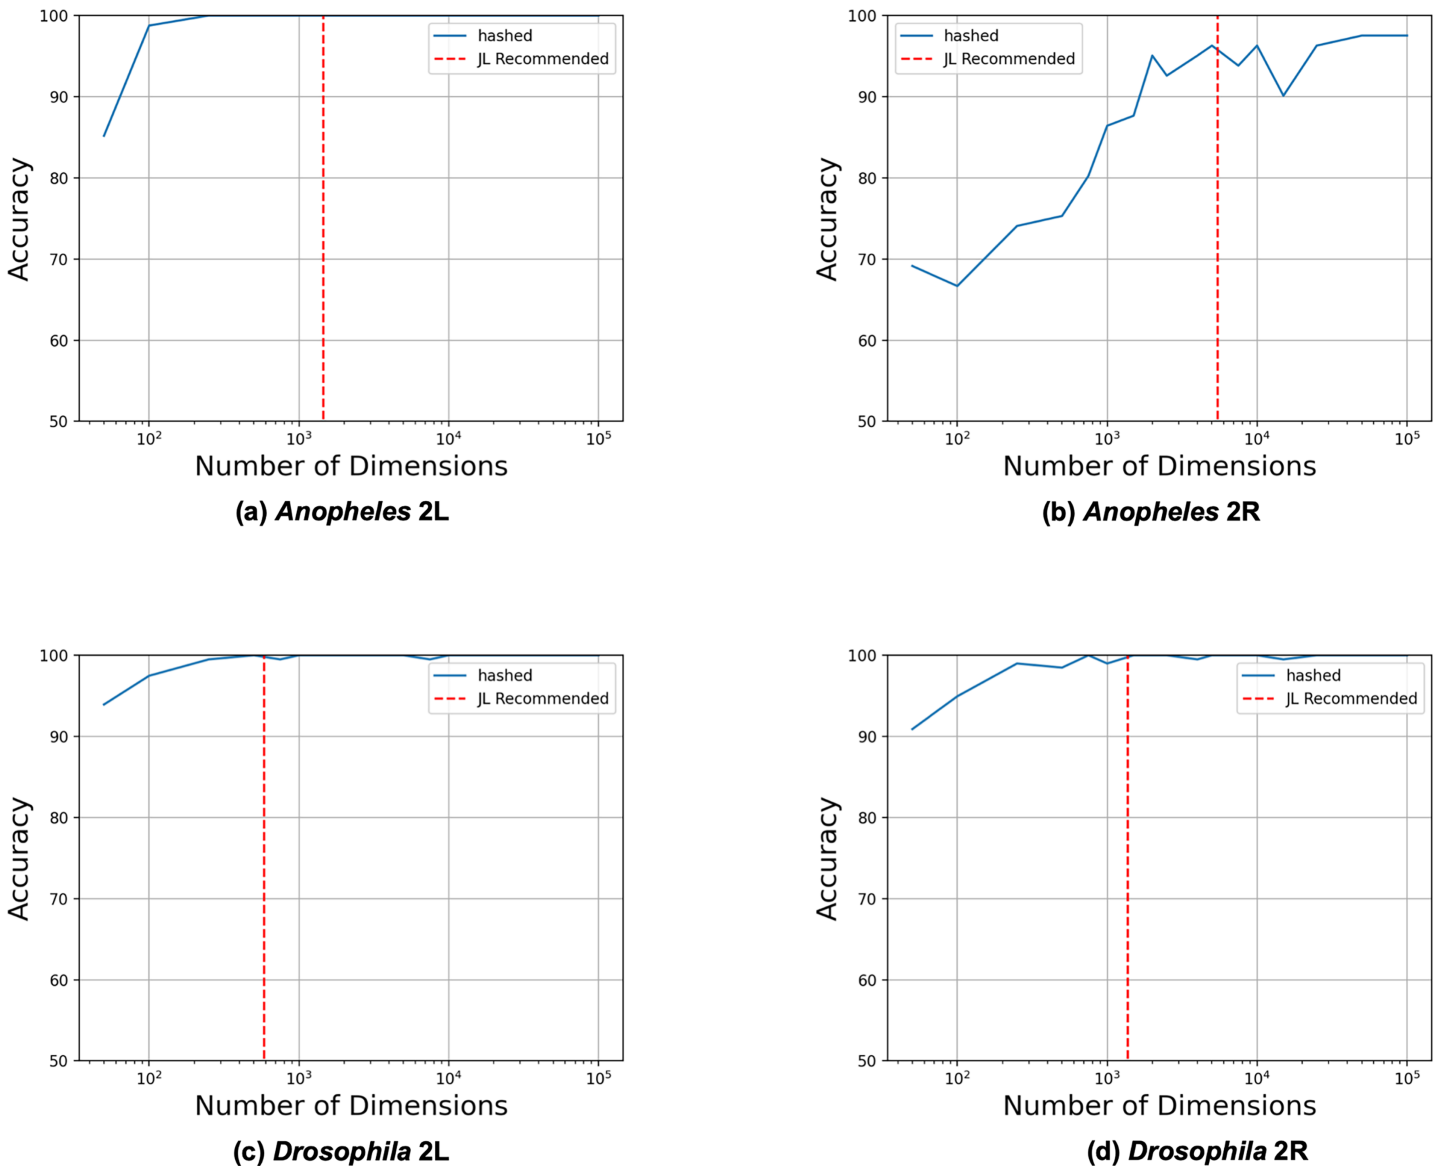 100
90
80
70
60
50
Accuracy
hashed
JL Recommended
10²
10³
10⁴
10⁵
Number of Dimensions
(a) Anopheles 2L
100
90
80
70
60
50
Accuracy
hashed
JL Recommended
10²
10³
10⁴
10⁵
Number of Dimensions
(b) Anopheles 2R
100
90
80
70
60
50
Accuracy
hashed
JL Recommended
10²
10³
10⁴
10⁵
Number of Dimensions
(c) Drosophila 2L
100
90
80
70
60
50
Accuracy
hashed
JL Recommended
10²
10³
10⁴
10⁵
Number of Dimensions
(d) Drosophila 2R